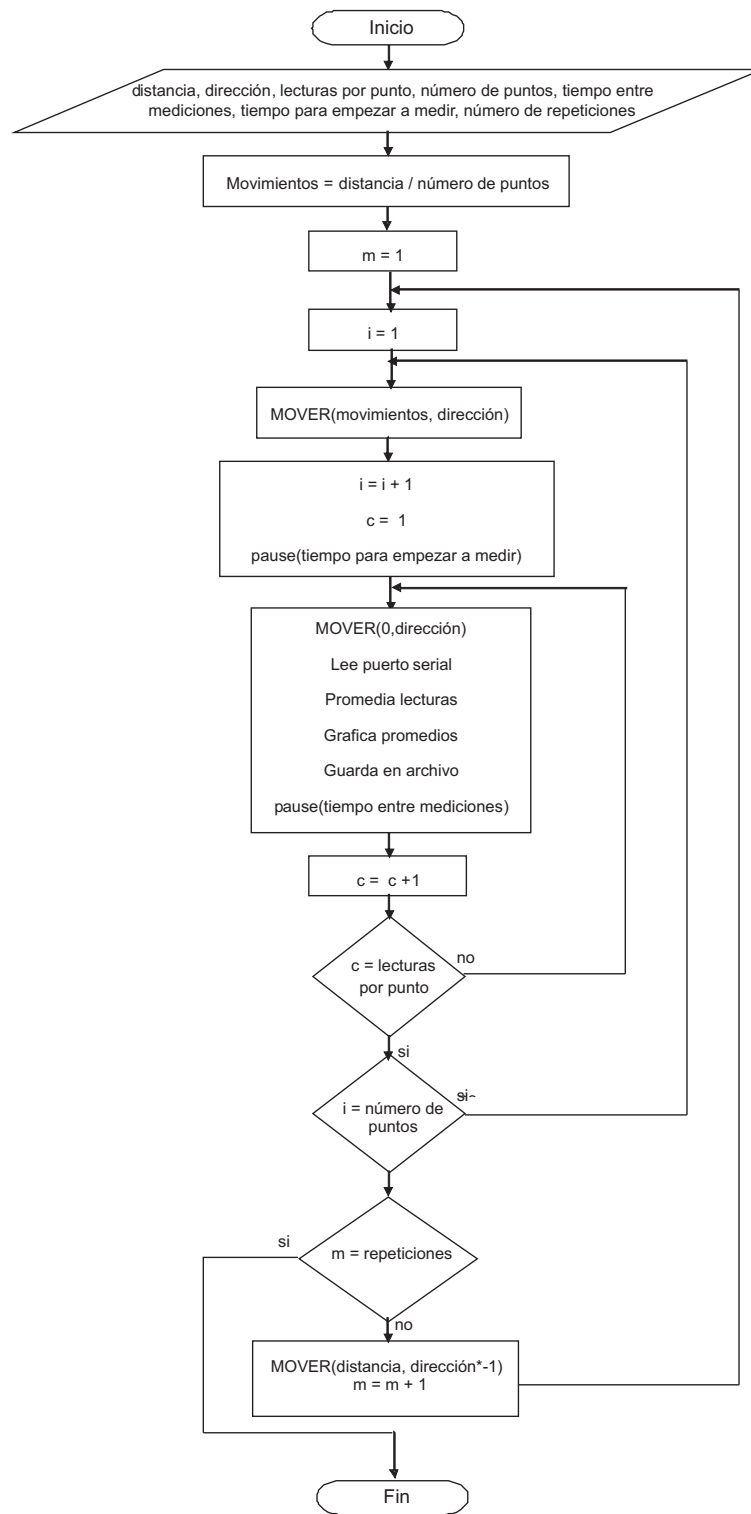 Inicio
distancia, dirección, lecturas por punto, número de puntos, tiempo entre
mediciones, tiempo para empezar a medir, número de repeticiones
Movimientos = distancia / número de puntos
m = 1
i = 1
MOVER(movimientos, dirección)
i = i + 1
c = 1
pause(tiempo para empezar a medir)
MOVER(0,dirección)
Lee puerto serial
Promedia lecturas
Grafica promedios
Guarda en archivo
pause(tiempo entre mediciones)
c = c +1
c = lecturas
por punto
no
si
i = número de
puntos
si
m = repeticiones
si
no
MOVER(distancia, dirección*-1)
m = m + 1
Fin